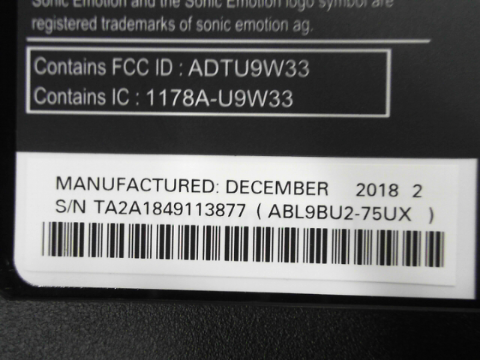 Sonic Emotion and the Sonic Emotion logo symbol are
registered trademarks of sonic emotion ag.
Contains FCC ID : ADTU9W33
Contains IC : 1178A-U9W33
MANUFACTURED: DECEMBER 2018 2
S/N TA2A1849113877 ( ABL9BU2-75UX )